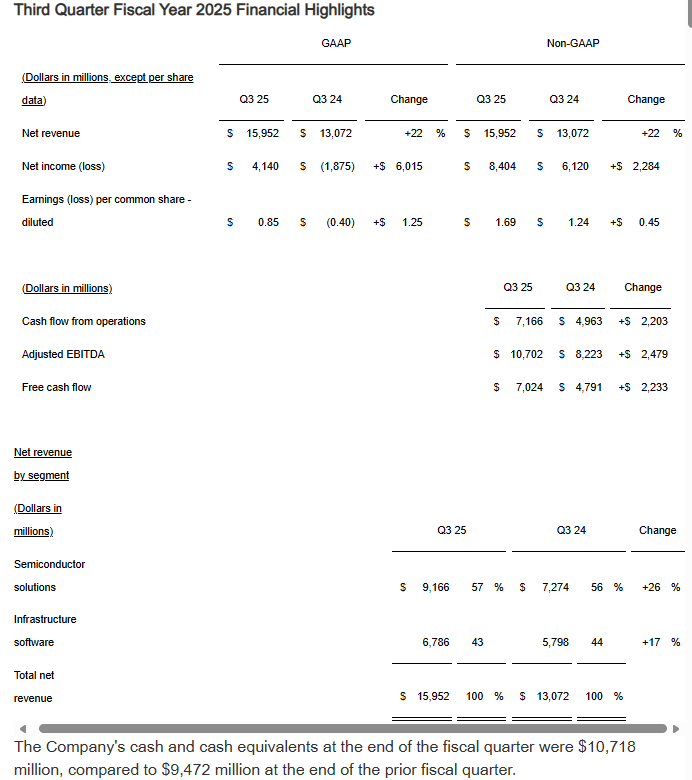 Third Quarter Fiscal Year 2025 Financial Highlights
GAAP Non-GAAP
(Dollars in millions, except per share
data) Q3 25 Q3 24 Change Q3 25 Q3 24 Change
Net revenue $ 15,952 $ 13,072 +22 % $ 15,952 $ 13,072 +22 %
Net income (loss) $ 4,140 $ (1,875) +$ 6,015 $ 8,404 $ 6,120 +$ 2,284
Earnings (loss) per common share -
diluted $ 0.85 $ (0.40) +$ 1.25 $ 1.69 $ 1.24 +$ 0.45
(Dollars in millions) Q3 25 Q3 24 Change
Cash flow from operations $ 7,166 $ 4,963 +$ 2,203
Adjusted EBITDA $ 10,702 $ 8,223 +$ 2,479
Free cash flow $ 7,024 $ 4,791 +$ 2,233
Net revenue
by segment
(Dollars in
millions) Q3 25 Q3 24 Change
Semiconductor
solutions $ 9,166 57 % $ 7,274 56 % +26 %
Infrastructure
software 6,786 43 5,798 44 +17 %
Total net
revenue $ 15,952 100 % $ 13,072 100 %
The Company's cash and cash equivalents at the end of the fiscal quarter were $10,718
million, compared to $9,472 million at the end of the prior fiscal quarter.